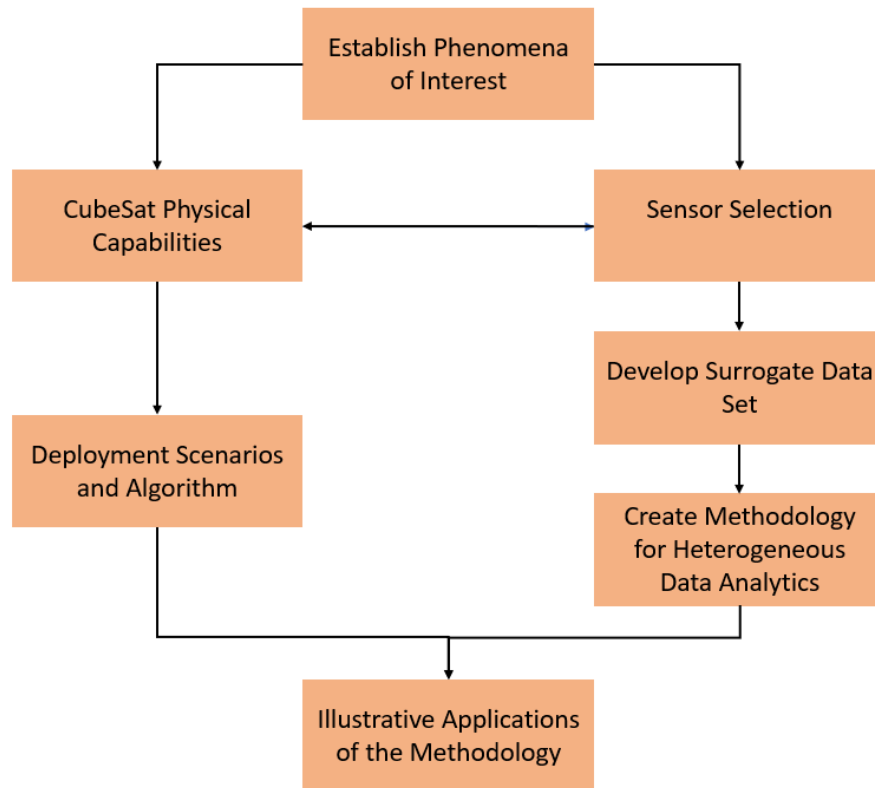 Establish Phenomena
of Interest
CubeSat Physical
Capabilities
Sensor Selection
Develop Surrogate Data
Set
Deployment Scenarios
and Algorithm
Create Methodology
for Heterogeneous
Data Analytics
Illustrative Applications
of the Methodology